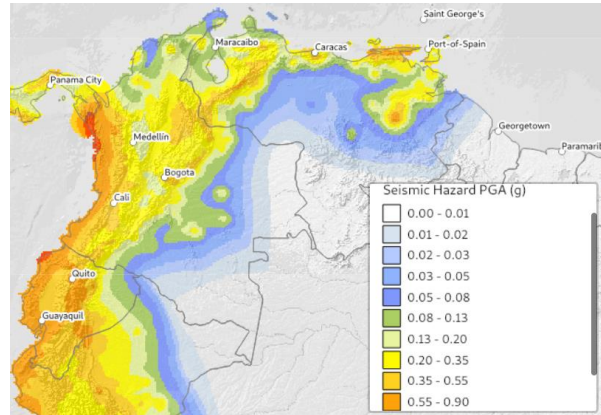 Saint George's
Maracaibo
Caracas
Port-of-Spain
Panama City
Georgetown
Medellín
Paramarib
Bogota
Cali
Quito
Guayaquil
Seismic Hazard PGA (g)
0.00 - 0.01
0.01 - 0.02
0.02 - 0.03
0.03 - 0.05
0.05 - 0.08
0.08 - 0.13
0.13 - 0.20
0.20 - 0.35
0.35 - 0.55
0.55 - 0.90